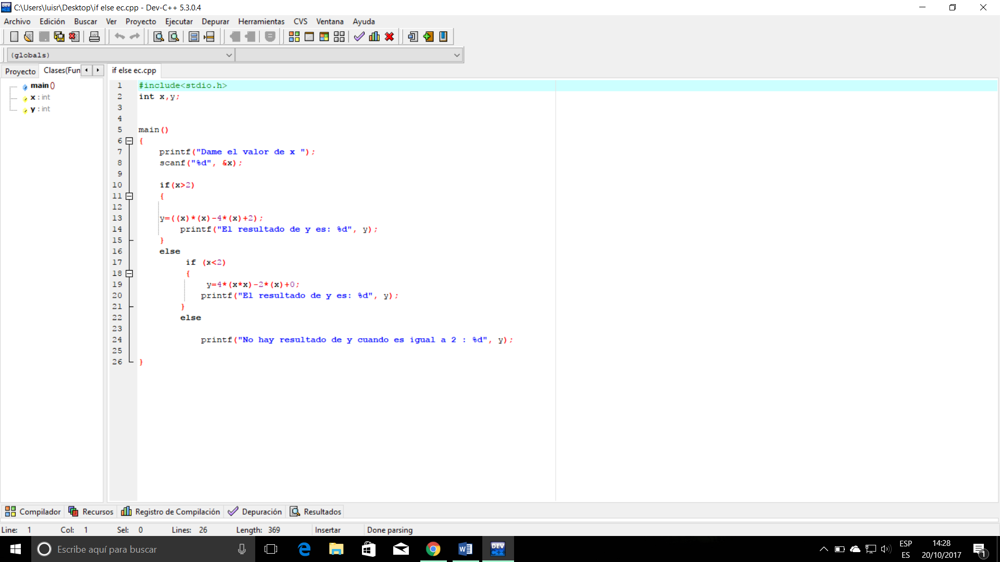 C:\Users\luisr\Desktop\if else ec.cpp - Dev-C++ 5.3.0.4
Archivo Edición Buscar Ver Proyecto Ejecutar Depurar Herramientas CVS Ventana Ayuda
(globals)
Proyecto Clases(Fun if else ec.cpp
main ()
x : int
y : int
1 #include<stdio.h>
2 int x,y;
3
4
5 main()
6 {
7 printf("Dame el valor de x ");
8 scanf("%d", &x);
9
10 if(x>2)
11 {
12
13 y=((x)*(x)-4*(x)+2);
14 printf("El resultado de y es: %d", y);
15 }
16 else
17 if (x<2)
18 {
19 y=4*(x*x)-2*(x)+0;
20 printf("El resultado de y es: %d", y);
21 }
22 else
23
24 printf("No hay resultado de y cuando es igual a 2 : %d", y);
25
26 }
Compilador Recursos Registro de Compilación Depuración Resultados
Line: 1 Col: 1 Sel: 0 Lines: 26 Length: 369 Insertar Done parsing
Escribe aquí para buscar
DEV C++
ESP
ES
14:28
20/10/2017
1